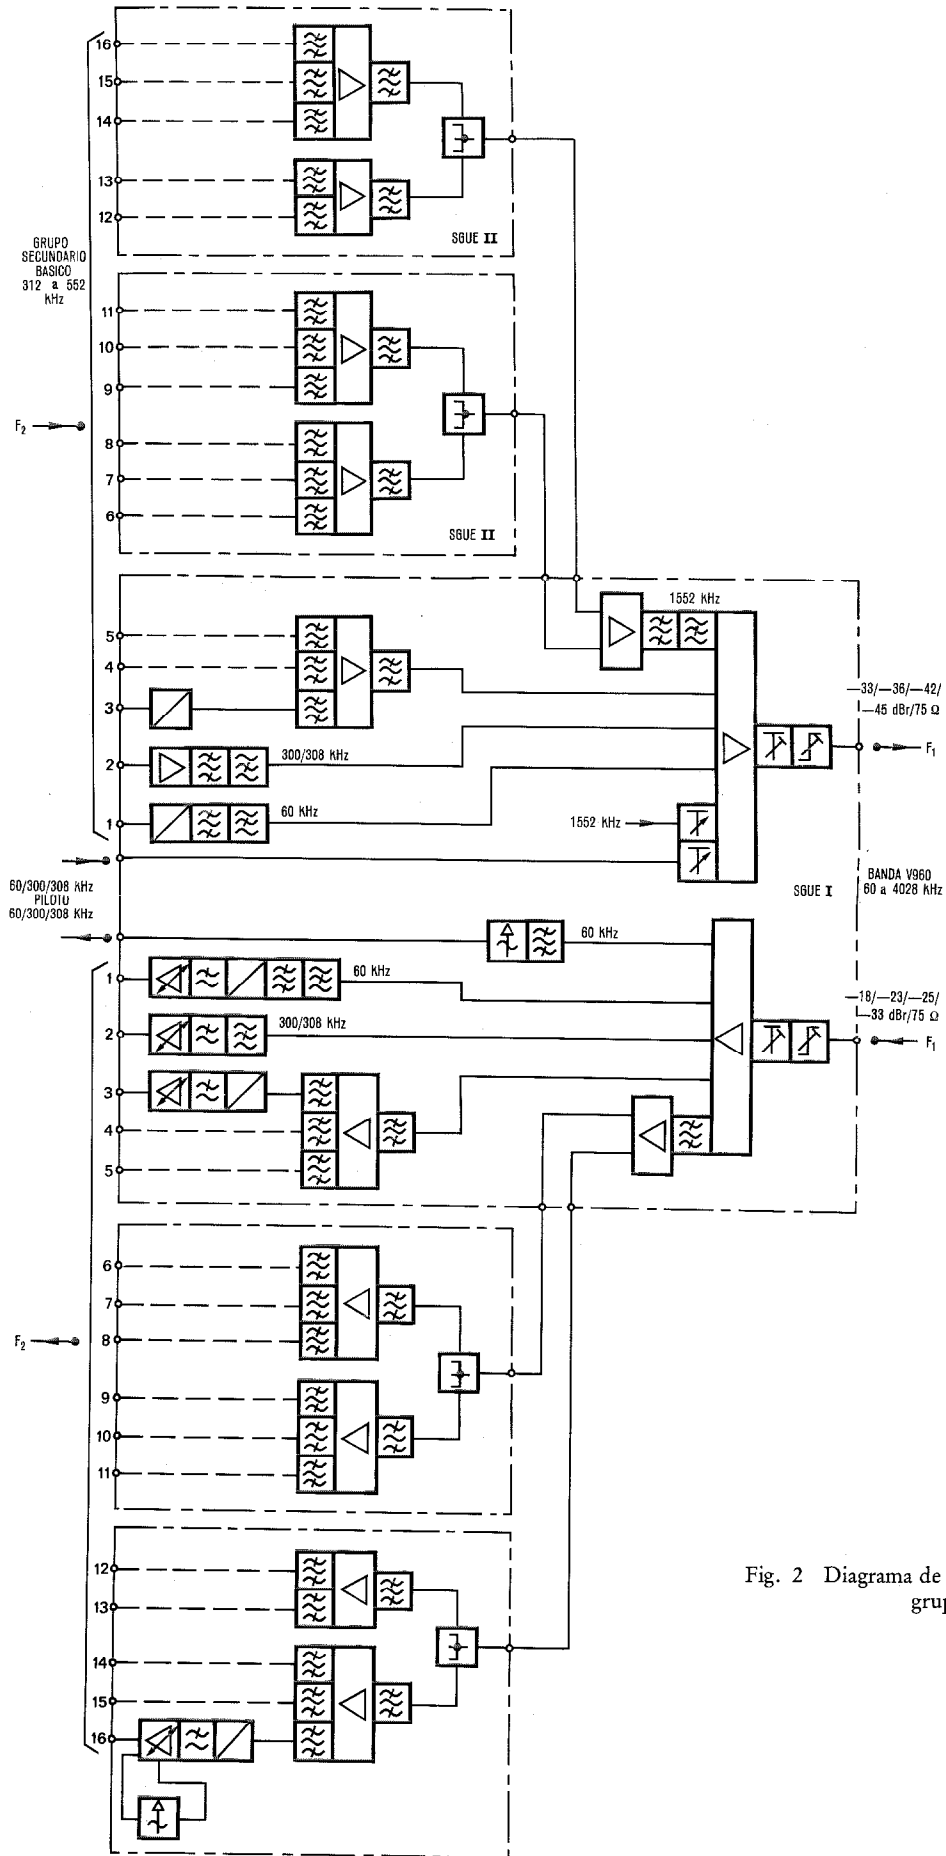 16
15
14
13
12
SGUE II
GRUPO
SECUNDARIO
BASICO
312 a 552
KHz
11
10
9
F2
8
7
6
SGUE II
1552 KHz
5
4
3
—33/—36/—42/
—45 dBr/75 Ω
F1
2
300/308 KHz
1
60 KHz
1552 KHz
SGUE I
BANDA V960
60 a 4028 KHz
60/300/308 KHz
PILOTO
60/300/308 KHz
60 KHz
1
60 KHz
—18/—23/—25/
—33 dBr/75 Ω
F1
2
300/308 KHz
3
4
5
6
7
F2
8
9
10
11
12
13
14
15
16
Fig. 2 Diagrama de
grup